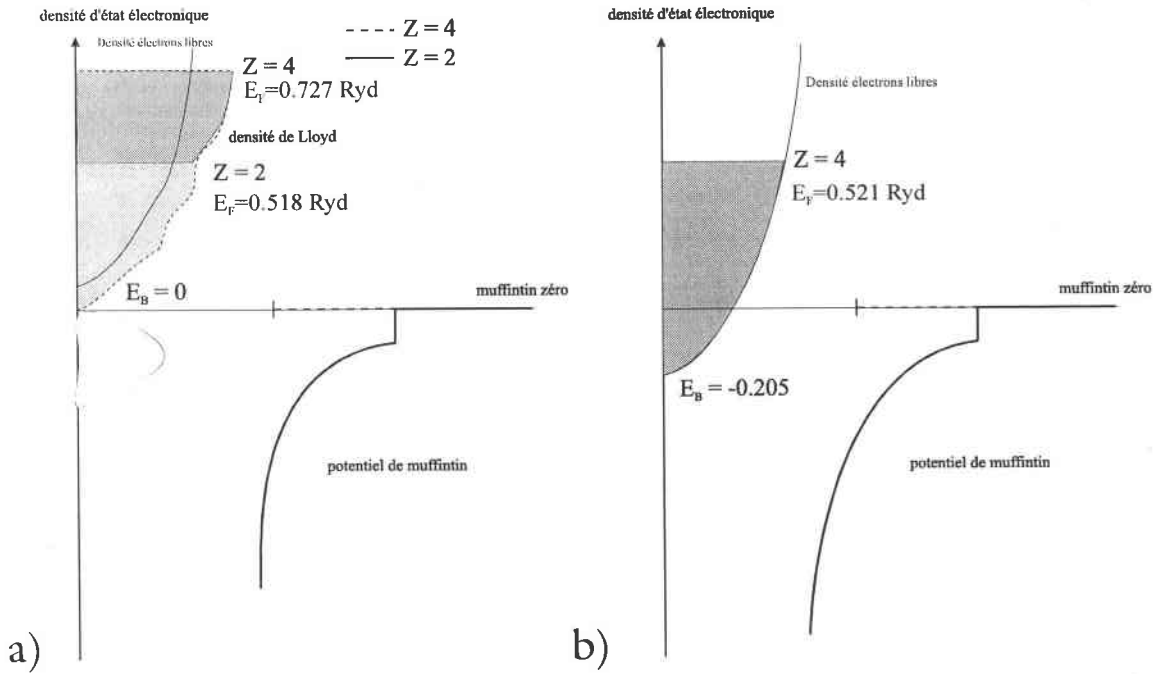 densité d'état électronique
Densité électrons libres
Z = 4
Z = 2
Z = 4
E_F=0.727 Ryd
densité de Lloyd
Z = 2
E_F=0.518 Ryd
E_B = 0
muffintin zéro
potentiel de muffintin
a)
densité d'état électronique
Densité électrons libres
Z = 4
E_F=0.521 Ryd
muffintin zéro
E_B = -0.205
potentiel de muffintin
b)